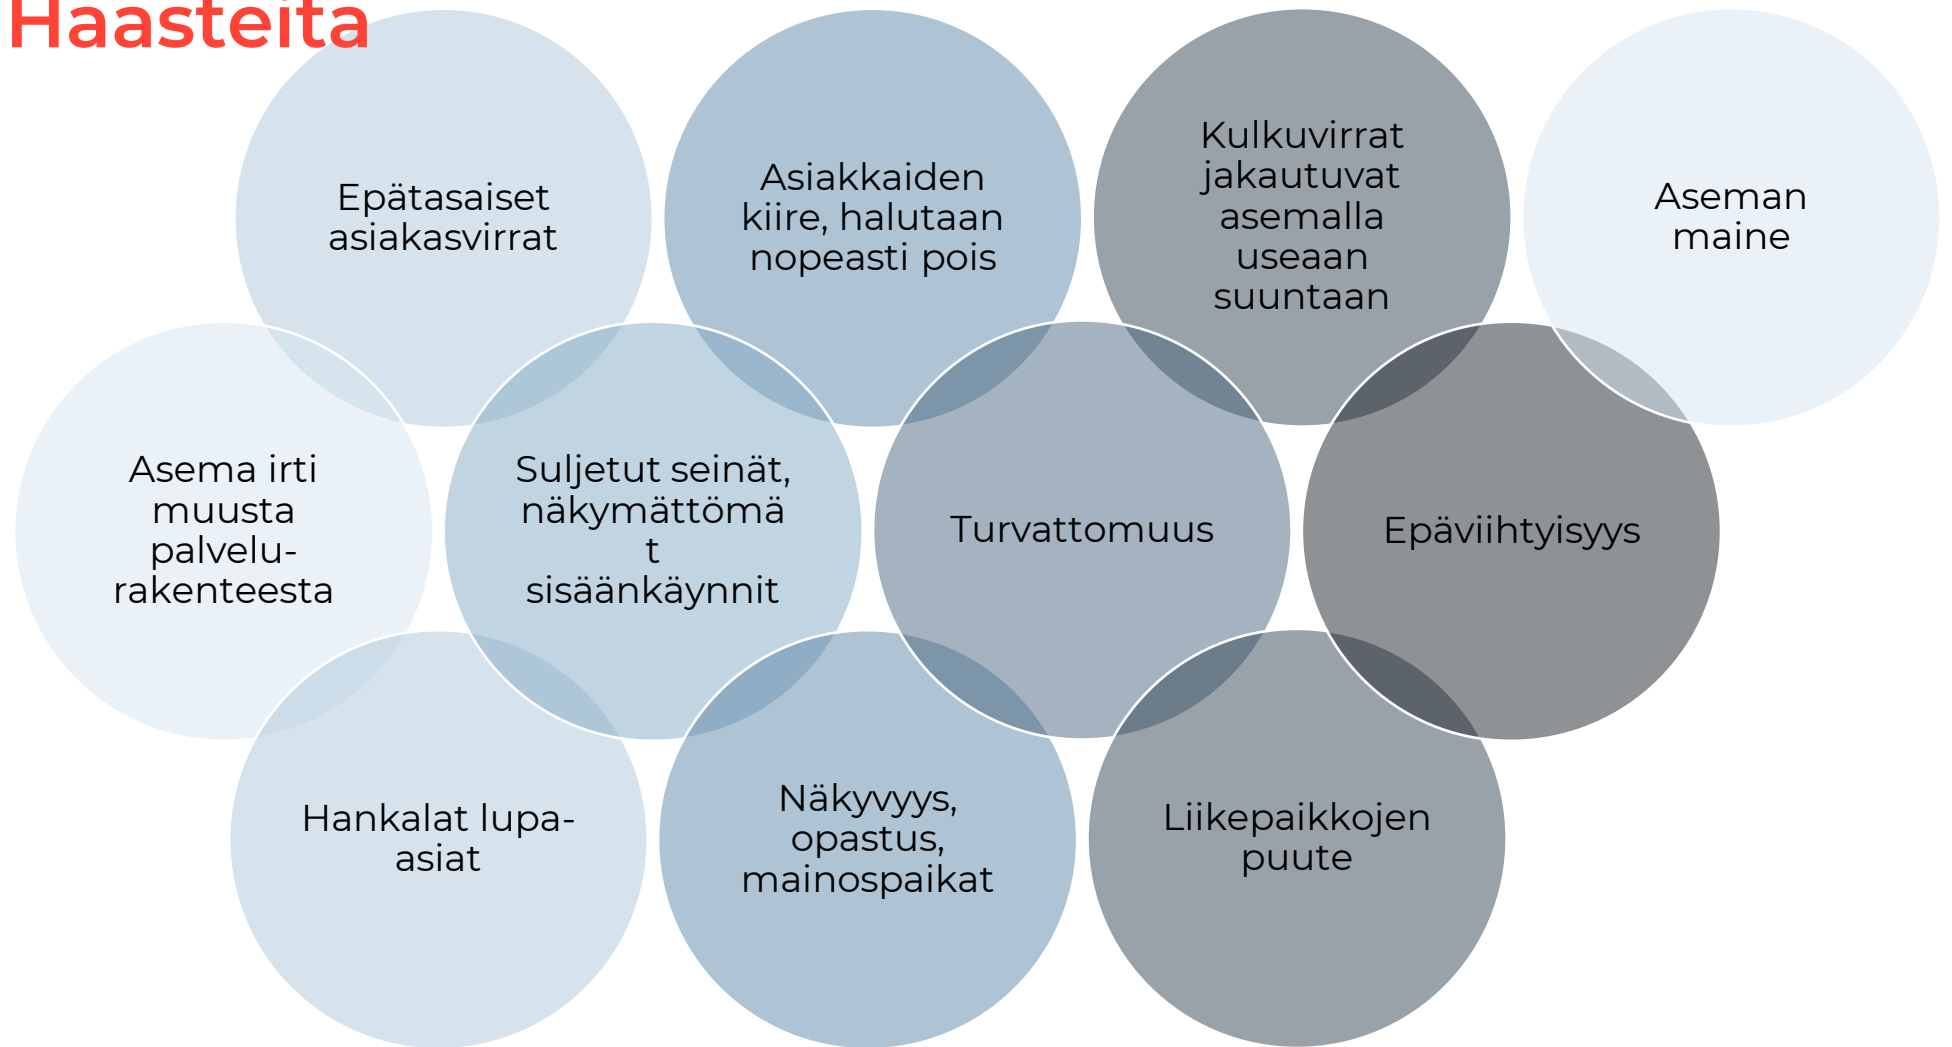 Haasteita
Epätasaiset
asiakasvirrat
Asiakkaiden
kiire, halutaan
nopeasti pois
Kulkuvirrat
jakautuvat
asemalla
useaan
suuntaan
Aseman
maine
Asema irti
muusta
palvelu-
rakenteesta
Suljetut seinät,
näkymättömä
t
sisäänkäynnit
Turvattomuus
Epäviihtyisyys
Hankalat lupa-
asiat
Näkyvyys,
opastus,
mainospaikat
Liikepaikkojen
puute